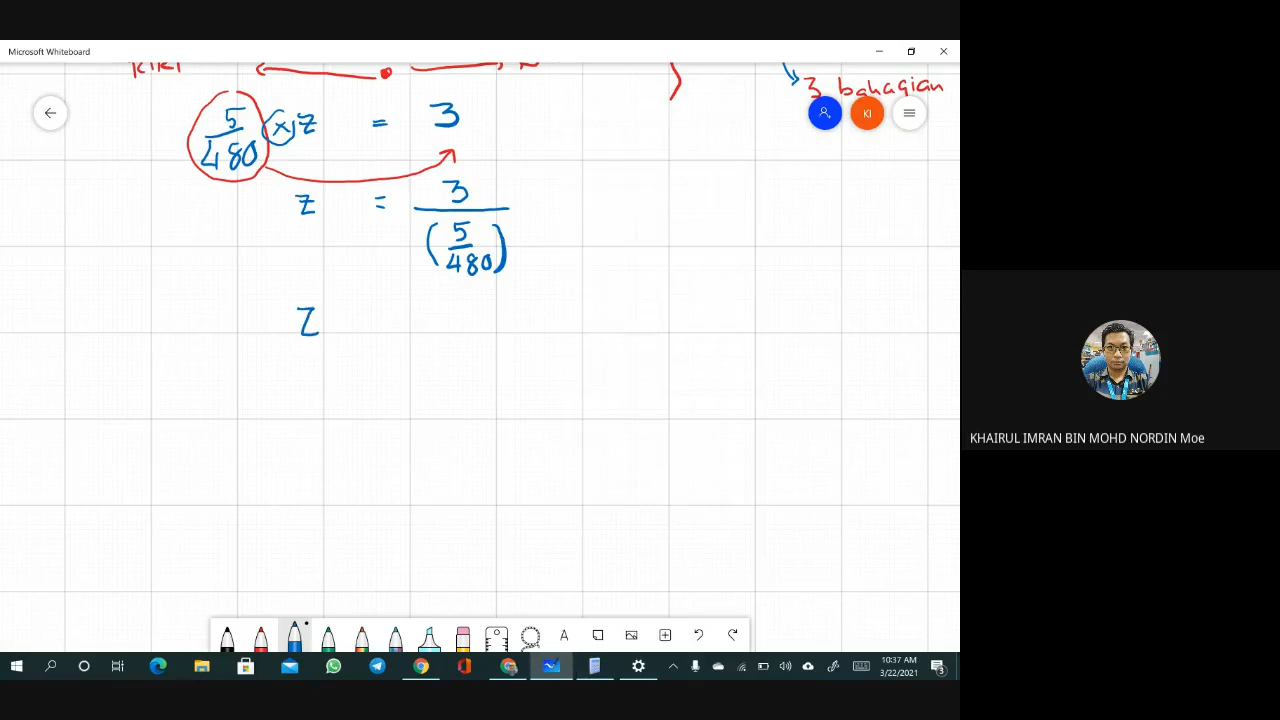 Microsoft Whiteboard
3 bahagian
KI
5/480 × z = 3
z = 3/(5/480)
Z
A
KHAIRUL IMRAN BIN MOHD NORDIN Moe
10:37 AM
3/22/2021
3